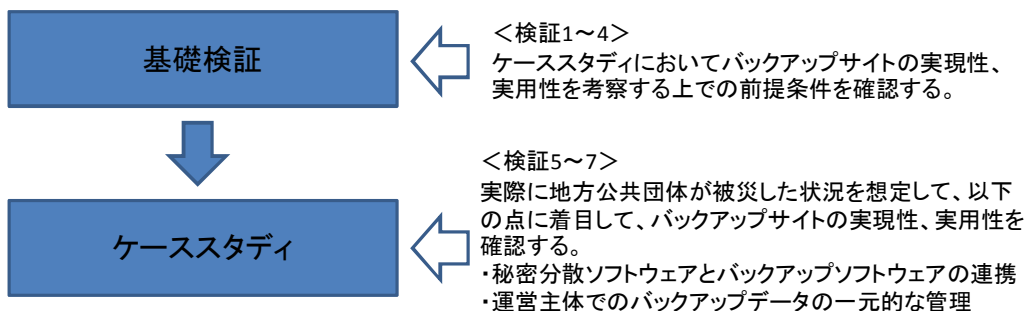 基礎検証
＜検証1～4＞
ケーススタディにおいてバックアップサイトの実現性、
実用性を考察する上での前提条件を確認する。
ケーススタディ
＜検証5～7＞
実際に地方公共団体が被災した状況を想定して、以下
の点に着目して、バックアップサイトの実現性、実用性を
確認する。
・秘密分散ソフトウェアとバックアップソフトウェアの連携
・運営主体でのバックアップデータの一元的な管理